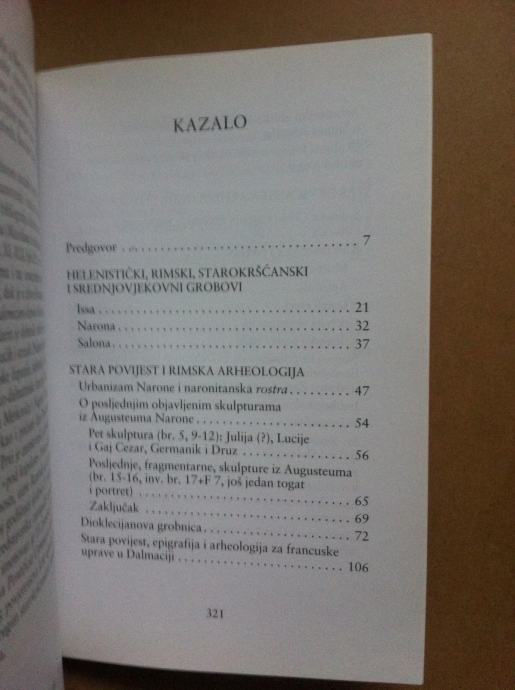 KAZALO
Predgovor . . . . . . . . . . . . . . . . . . . . . . . . . . . . . . 7
HELENISTIČKI, RIMSKI, STAROKRŠĆANSKI
I SREDNJOVJEKOVNI GROBOVI
Issa . . . . . . . . . . . . . . . . . . . . . . . . . . . . . . 21
Narona . . . . . . . . . . . . . . . . . . . . . . . . . . . . 32
Salona . . . . . . . . . . . . . . . . . . . . . . . . . . . . 37
STARA POVIJEST I RIMSKA ARHEOLOGIJA
Urbanizam Narone i naronitanska rostra . . . . . . . . . 47
O posljednjim objavljenim skulpturama
iz Augusteuma Narone . . . . . . . . . . . . . . . . . . . 54
Pet skulptura (br. 5, 9-12): Julija (?), Lucije
i Gaj Cezar, Germanik i Druz . . . . . . . . . . . . . . 56
Posljednje, fragmentarne, skulpture iz Augusteuma
(br. 15-16, inv. br. 17+F 7, još jedan togat
i portret) . . . . . . . . . . . . . . . . . . . . . . . . . . 65
Zaključak . . . . . . . . . . . . . . . . . . . . . . . . . . 69
Dioklecijanova grobnica . . . . . . . . . . . . . . . . . . 72
Stara povijest, epigrafija i arheologija za francuske
uprave u Dalmaciji . . . . . . . . . . . . . . . . . . . . . 106
321